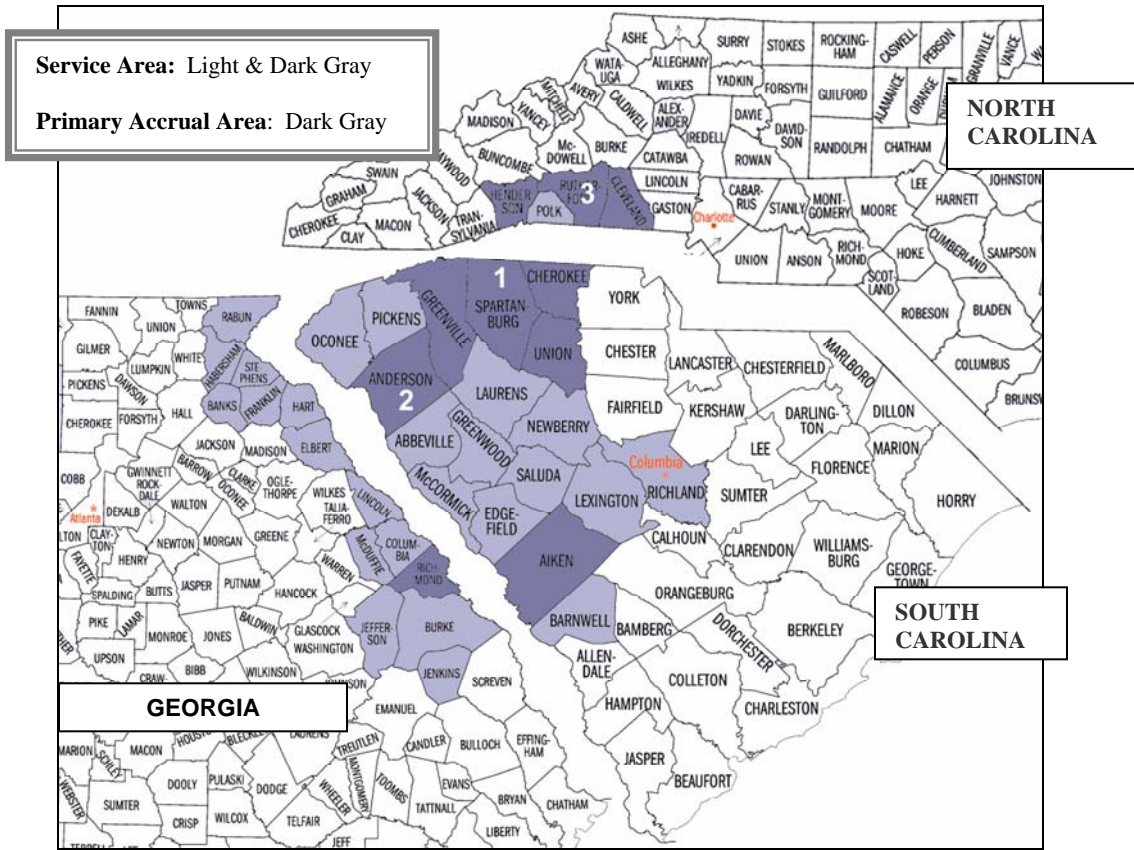 Service Area: Light & Dark Gray
Primary Accrual Area: Dark Gray
NORTH
CAROLINA
ASHE
ALLEGHANY
SURRY
STOKES
ROCKING-
HAM
CASWELL
PERSON
GRANVILLE
VANCE
WATA-
UGA
WILKES
YADKIN
FORSYTH
GUILFORD
ALAMANCE
ORANGE
MITCHELL
AVERY
CALDWELL
ALEX-
ANDER
IREDELL
DAVIE
DAVID-
SON
RANDOLPH
CHATHAM
MADISON
YANCEY
Mc-
DOWELL
BURKE
CATAWBA
ROWAN
BUNCOMBE
LINCOLN
SWAIN
GRAHAM
JACKSON
HENDER
SON
POLK
3
CLEVELAND
GASTON
Charlotte
CABAR-
RUS
STANLY
MONT-
GOMERY
MOORE
LEE
HARNETT
JOHNSTON
CHEROKEE
CLAY
MACON
TRAN-
SYLVANIA
UNION
ANSON
RICH-
MOND
SCOT-
LAND
HOKE
CUMBERLAND
SAMPSON
ROBESON
BLADEN
COLUMBUS
SOUTH
CAROLINA
OCONEE
PICKENS
GREENVILLE
1
SPARTAN-
BURG
CHEROKEE
UNION
YORK
CHESTER
LANCASTER
CHESTERFIELD
MARLBORO
ANDERSON
2
LAURENS
FAIRFIELD
KERSHAW
DARLING-
TON
DILLON
MARION
ABBEVILLE
GREENWOOD
NEWBERRY
LEE
FLORENCE
HORRY
McCORMICK
SALUDA
Columbia
RICHLAND
LEXINGTON
SUMTER
EDGE-
FIELD
AIKEN
CALHOUN
CLARENDON
WILLIAMS-
BURG
GEORGE-
TOWN
BARNWELL
ORANGEBURG
BAMBERG
DORCHESTER
BERKELEY
ALLEN-
DALE
COLLETON
HAMPTON
CHARLESTON
JASPER
BEAUFORT
GEORGIA
FANNIN
UNION
TOWNS
RABUN
GILMER
LUMPKIN
WHITE
HABERSHAM
STE-
PHENS
PICKENS
DAWSON
HALL
BANKS
FRANKLIN
HART
CHEROKEE
FORSYTH
JACKSON
MADISON
ELBERT
COBB
GWINNETT
BARROW
CLARKE
OCONEE
OGLE-
THORPE
WILKES
LINCOLN
Atlanta
DEKALB
ROCK-
DALE
WALTON
TALIA-
FERRO
McDUFFIE
COLUM-
BIA
CLAY-
TON
HENRY
NEWTON
MORGAN
GREENE
WARREN
RICH-
MOND
FAYETTE
SPALDING
BUTTS
JASPER
PUTNAM
HANCOCK
GLASCOCK
JEFFER-
SON
BURKE
PIKE
LAMAR
MONROE
JONES
BALDWIN
WASHINGTON
UPSON
BIBB
WILKINSON
JENKINS
SCREVEN
EMANUEL
MARION
MACON
TREUTLEN
CANDLER
BULLOCH
EFFING-
HAM
SCHLEY
DOOLY
PULASKI
DODGE
WHEELER
MONTGOMERY
TOOMBS
EVANS
BRYAN
CHATHAM
WEBSTER
SUMTER
CRISP
WILCOX
TELFAIR
TATTNALL
LIBERTY
JEFF